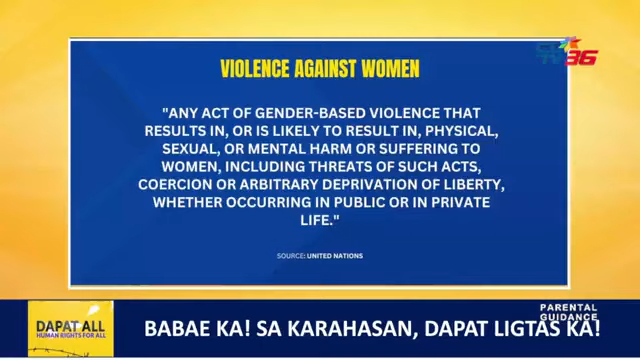 VIOLENCE AGAINST WOMEN
"ANY ACT OF GENDER-BASED VIOLENCE THAT
RESULTS IN, OR IS LIKELY TO RESULT IN, PHYSICAL,
SEXUAL, OR MENTAL HARM OR SUFFERING TO
WOMEN, INCLUDING THREATS OF SUCH ACTS,
COERCION OR ARBITRARY DEPRIVATION OF LIBERTY,
WHETHER OCCURRING IN PUBLIC OR IN PRIVATE
LIFE."
SOURCE: UNITED NATIONS
36
PARENTAL
GUIDANCE
DAPAT ALL
HUMAN RIGHTS FOR ALL
BABAE KA! SA KARAHASAN, DAPAT LIGTAS KA!